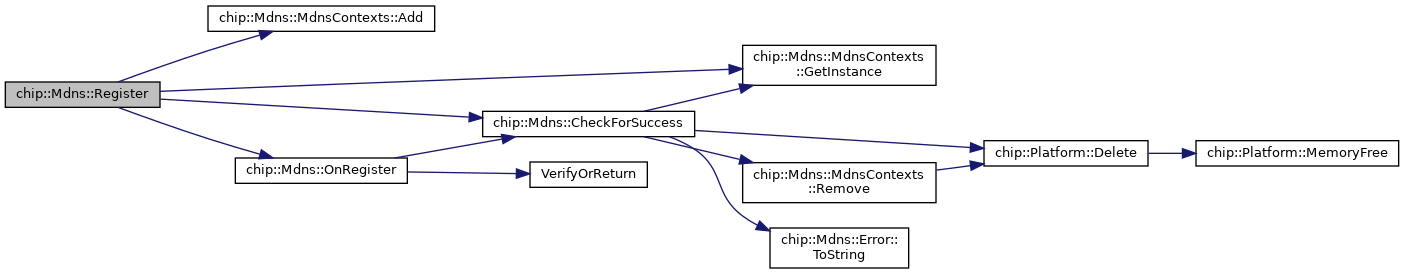 chip::Mdns::MdnsContexts::Add
chip::Mdns::MdnsContexts
::GetInstance
chip::Mdns::Register
chip::Mdns::CheckForSuccess
chip::Platform::Delete
chip::Platform::MemoryFree
chip::Mdns::OnRegister
VerifyOrReturn
chip::Mdns::MdnsContexts
::Remove
chip::Mdns::Error::
ToString